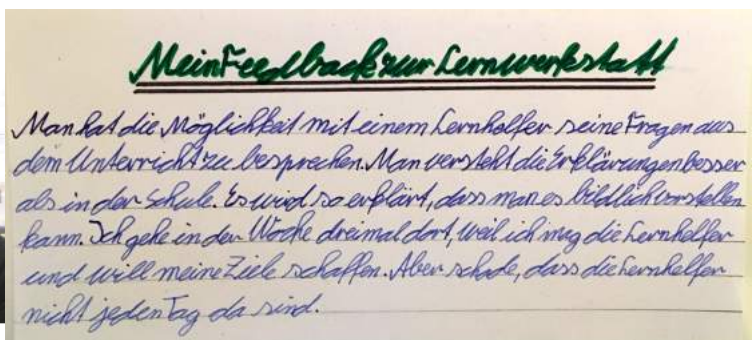 Mein Feedback zur Lernwerkstatt
Man hat die Möglichkeit mit einem Lernhelfer seine Fragen aus
dem Unterricht zu besprechen. Man versteht die Erklärungen besser
als in der Schule. Es wird so erklärt, dass man es bildlich vorstellen
kann. Ich gehe in der Woche dreimal dort, weil ich mag die Lernhelfer
und will meine Ziele schaffen. Aber schade, dass die Lernhelfer
nicht jeden Tag da sind.